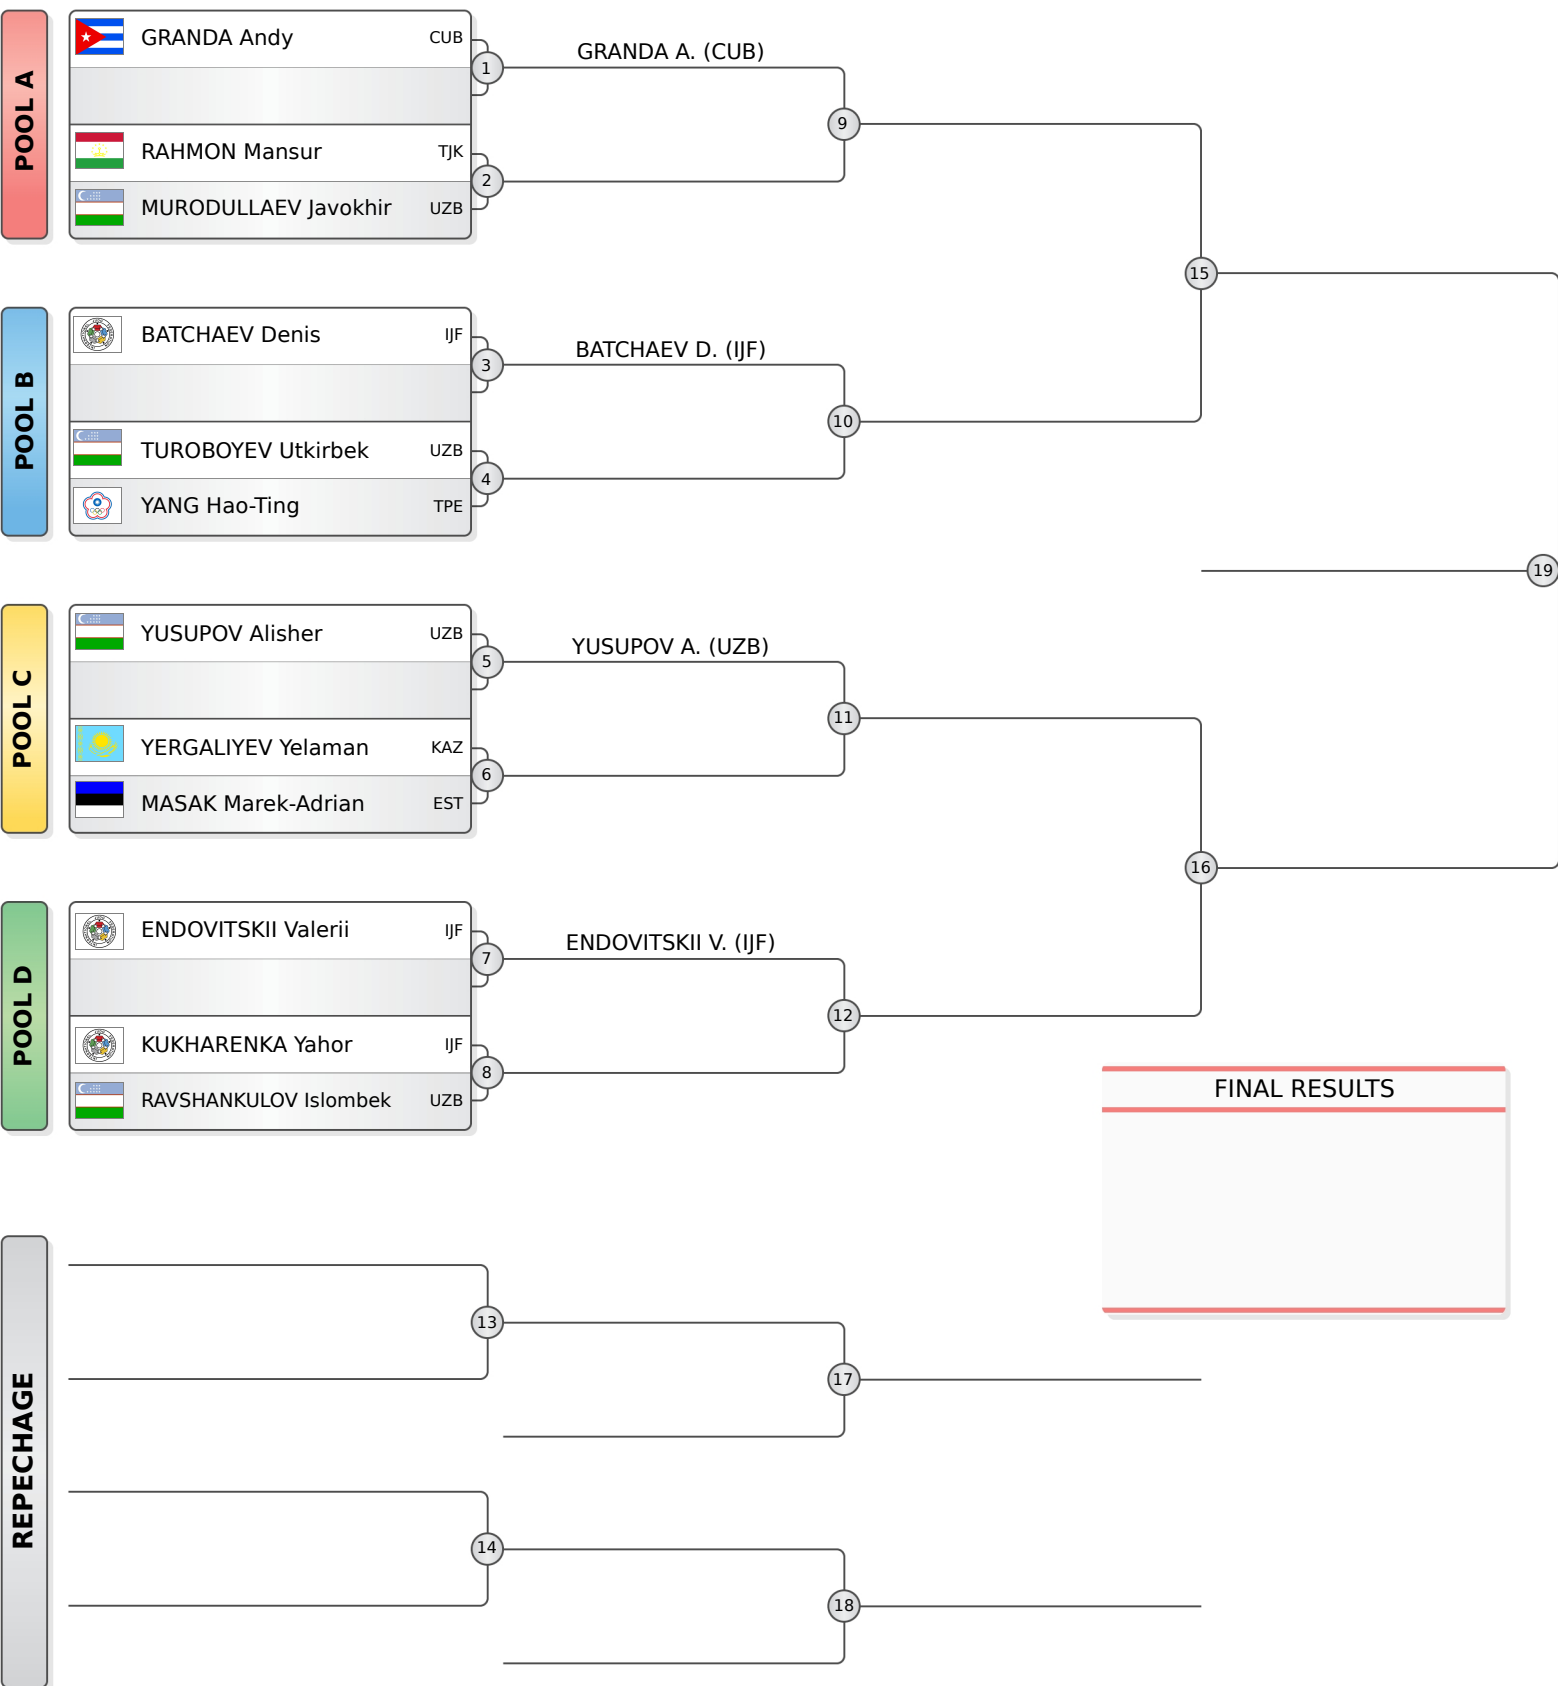 POOL A
GRANDA Andy CUB
1
GRANDA A. (CUB)
RAHMON Mansur TJK
2
MURODULLAEV Javokhir UZB
9
15
POOL B
BATCHAEV Denis IJF
3
BATCHAEV D. (IJF)
TUROBOYEV Utkirbek UZB
4
YANG Hao-Ting TPE
10
19
POOL C
YUSUPOV Alisher UZB
5
YUSUPOV A. (UZB)
YERGALIYEV Yelaman KAZ
6
MASAK Marek-Adrian EST
11
16
POOL D
ENDOVITSKII Valerii IJF
7
ENDOVITSKII V. (IJF)
KUKHARENKA Yahor IJF
8
RAVSHANKULOV Islombek UZB
12
FINAL RESULTS
REPECHAGE
13
17
14
18